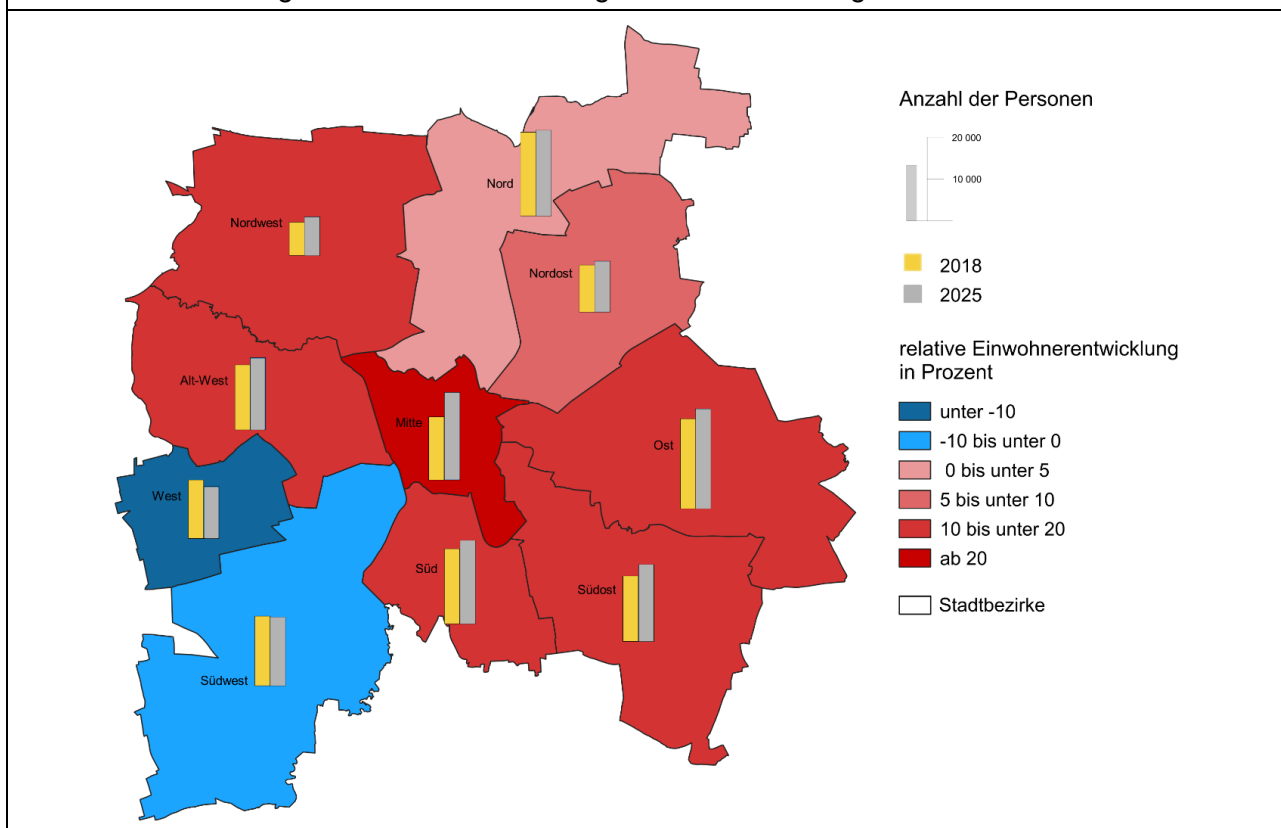 Anzahl der Personen
20 000
10 000
2018
2025
relative Einwohnerentwicklung
in Prozent
unter -10
-10 bis unter 0
0 bis unter 5
5 bis unter 10
10 bis unter 20
ab 20
Stadtbezirke
Nord
Nordwest
Nordost
Alt-West
Mitte
Ost
West
Süd
Südost
Südwest